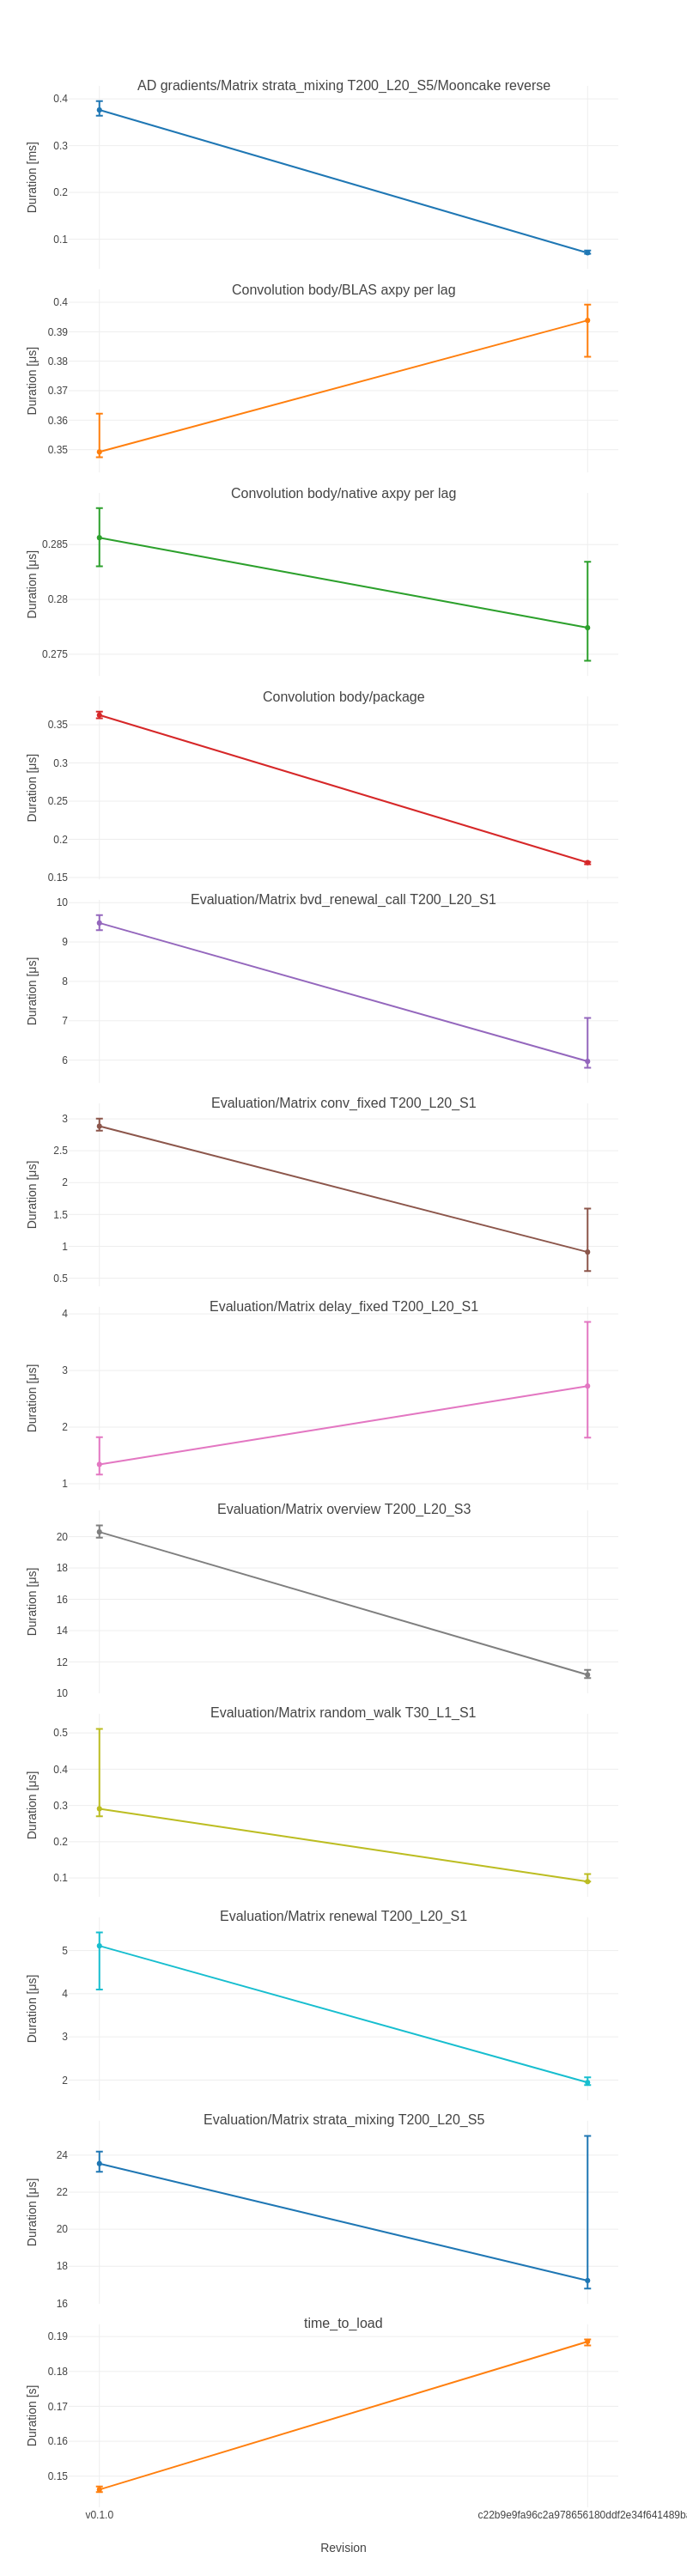 AD gradients/Matrix strata_mixing T200_L20_S5/Mooncake reverse
Duration [ms]
0.4
0.3
0.2
0.1
Convolution body/BLAS axpy per lag
Duration [μs]
0.4
0.39
0.38
0.37
0.36
0.35
Convolution body/native axpy per lag
Duration [μs]
0.285
0.28
0.275
Convolution body/package
Duration [μs]
0.35
0.3
0.25
0.2
0.15
Evaluation/Matrix bvd_renewal_call T200_L20_S1
Duration [μs]
10
9
8
7
6
Evaluation/Matrix conv_fixed T200_L20_S1
Duration [μs]
3
2.5
2
1.5
1
0.5
Evaluation/Matrix delay_fixed T200_L20_S1
Duration [μs]
4
3
2
1
Evaluation/Matrix overview T200_L20_S3
Duration [μs]
20
18
16
14
12
10
Evaluation/Matrix random_walk T30_L1_S1
Duration [μs]
0.5
0.4
0.3
0.2
0.1
Evaluation/Matrix renewal T200_L20_S1
Duration [μs]
5
4
3
2
Evaluation/Matrix strata_mixing T200_L20_S5
Duration [μs]
24
22
20
18
16
time_to_load
Duration [s]
0.19
0.18
0.17
0.16
0.15
v0.1.0
Revision